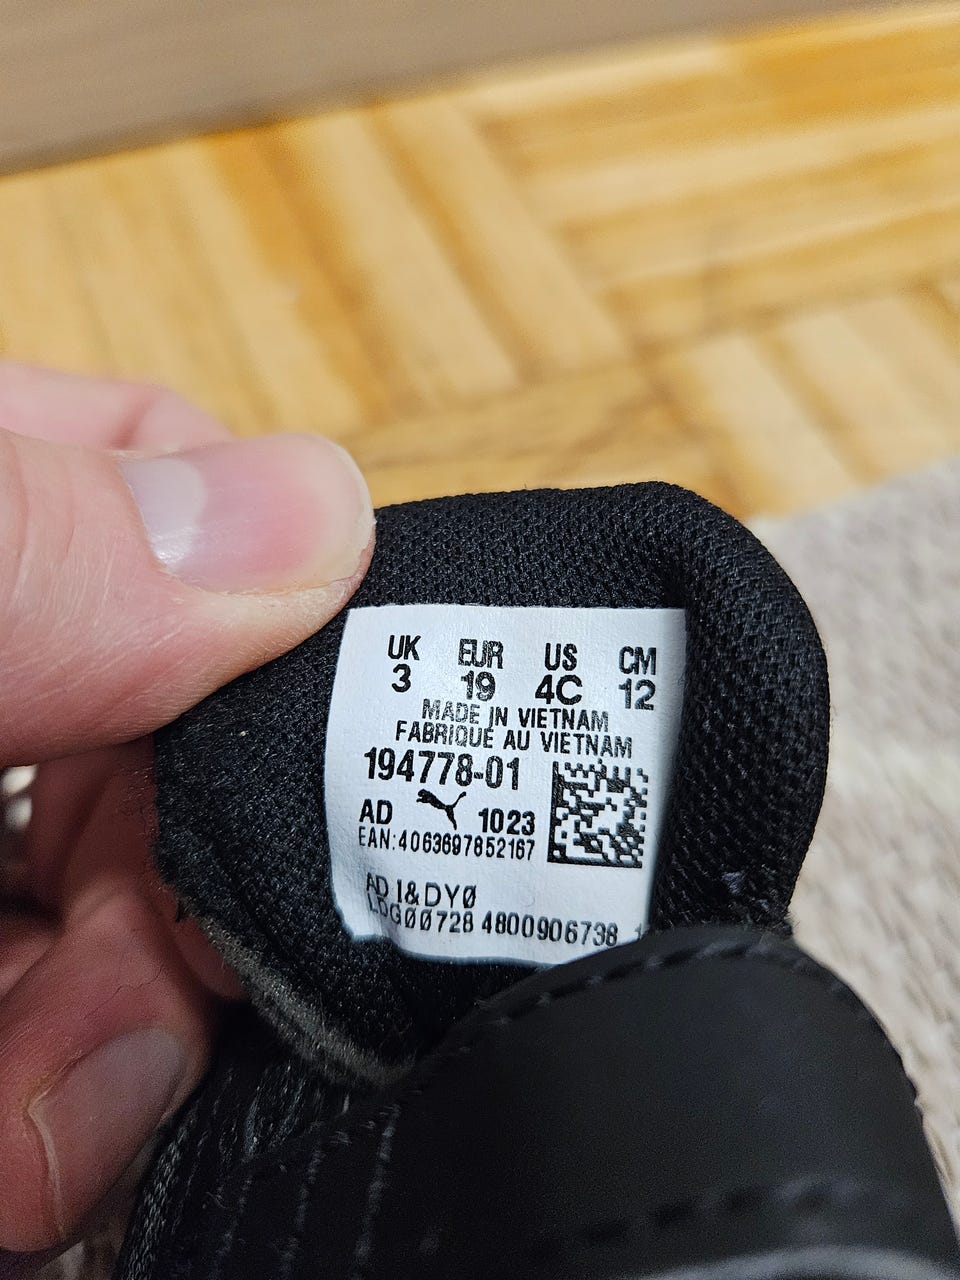 UK EUR US CM
3 19 4C 12
MADE IN VIETNAM
FABRIQUÉ AU VIETNAM
194778-01
AD 1023
EAN:4063697852167
AD I&DYØ
LDGØØ728 4800906738